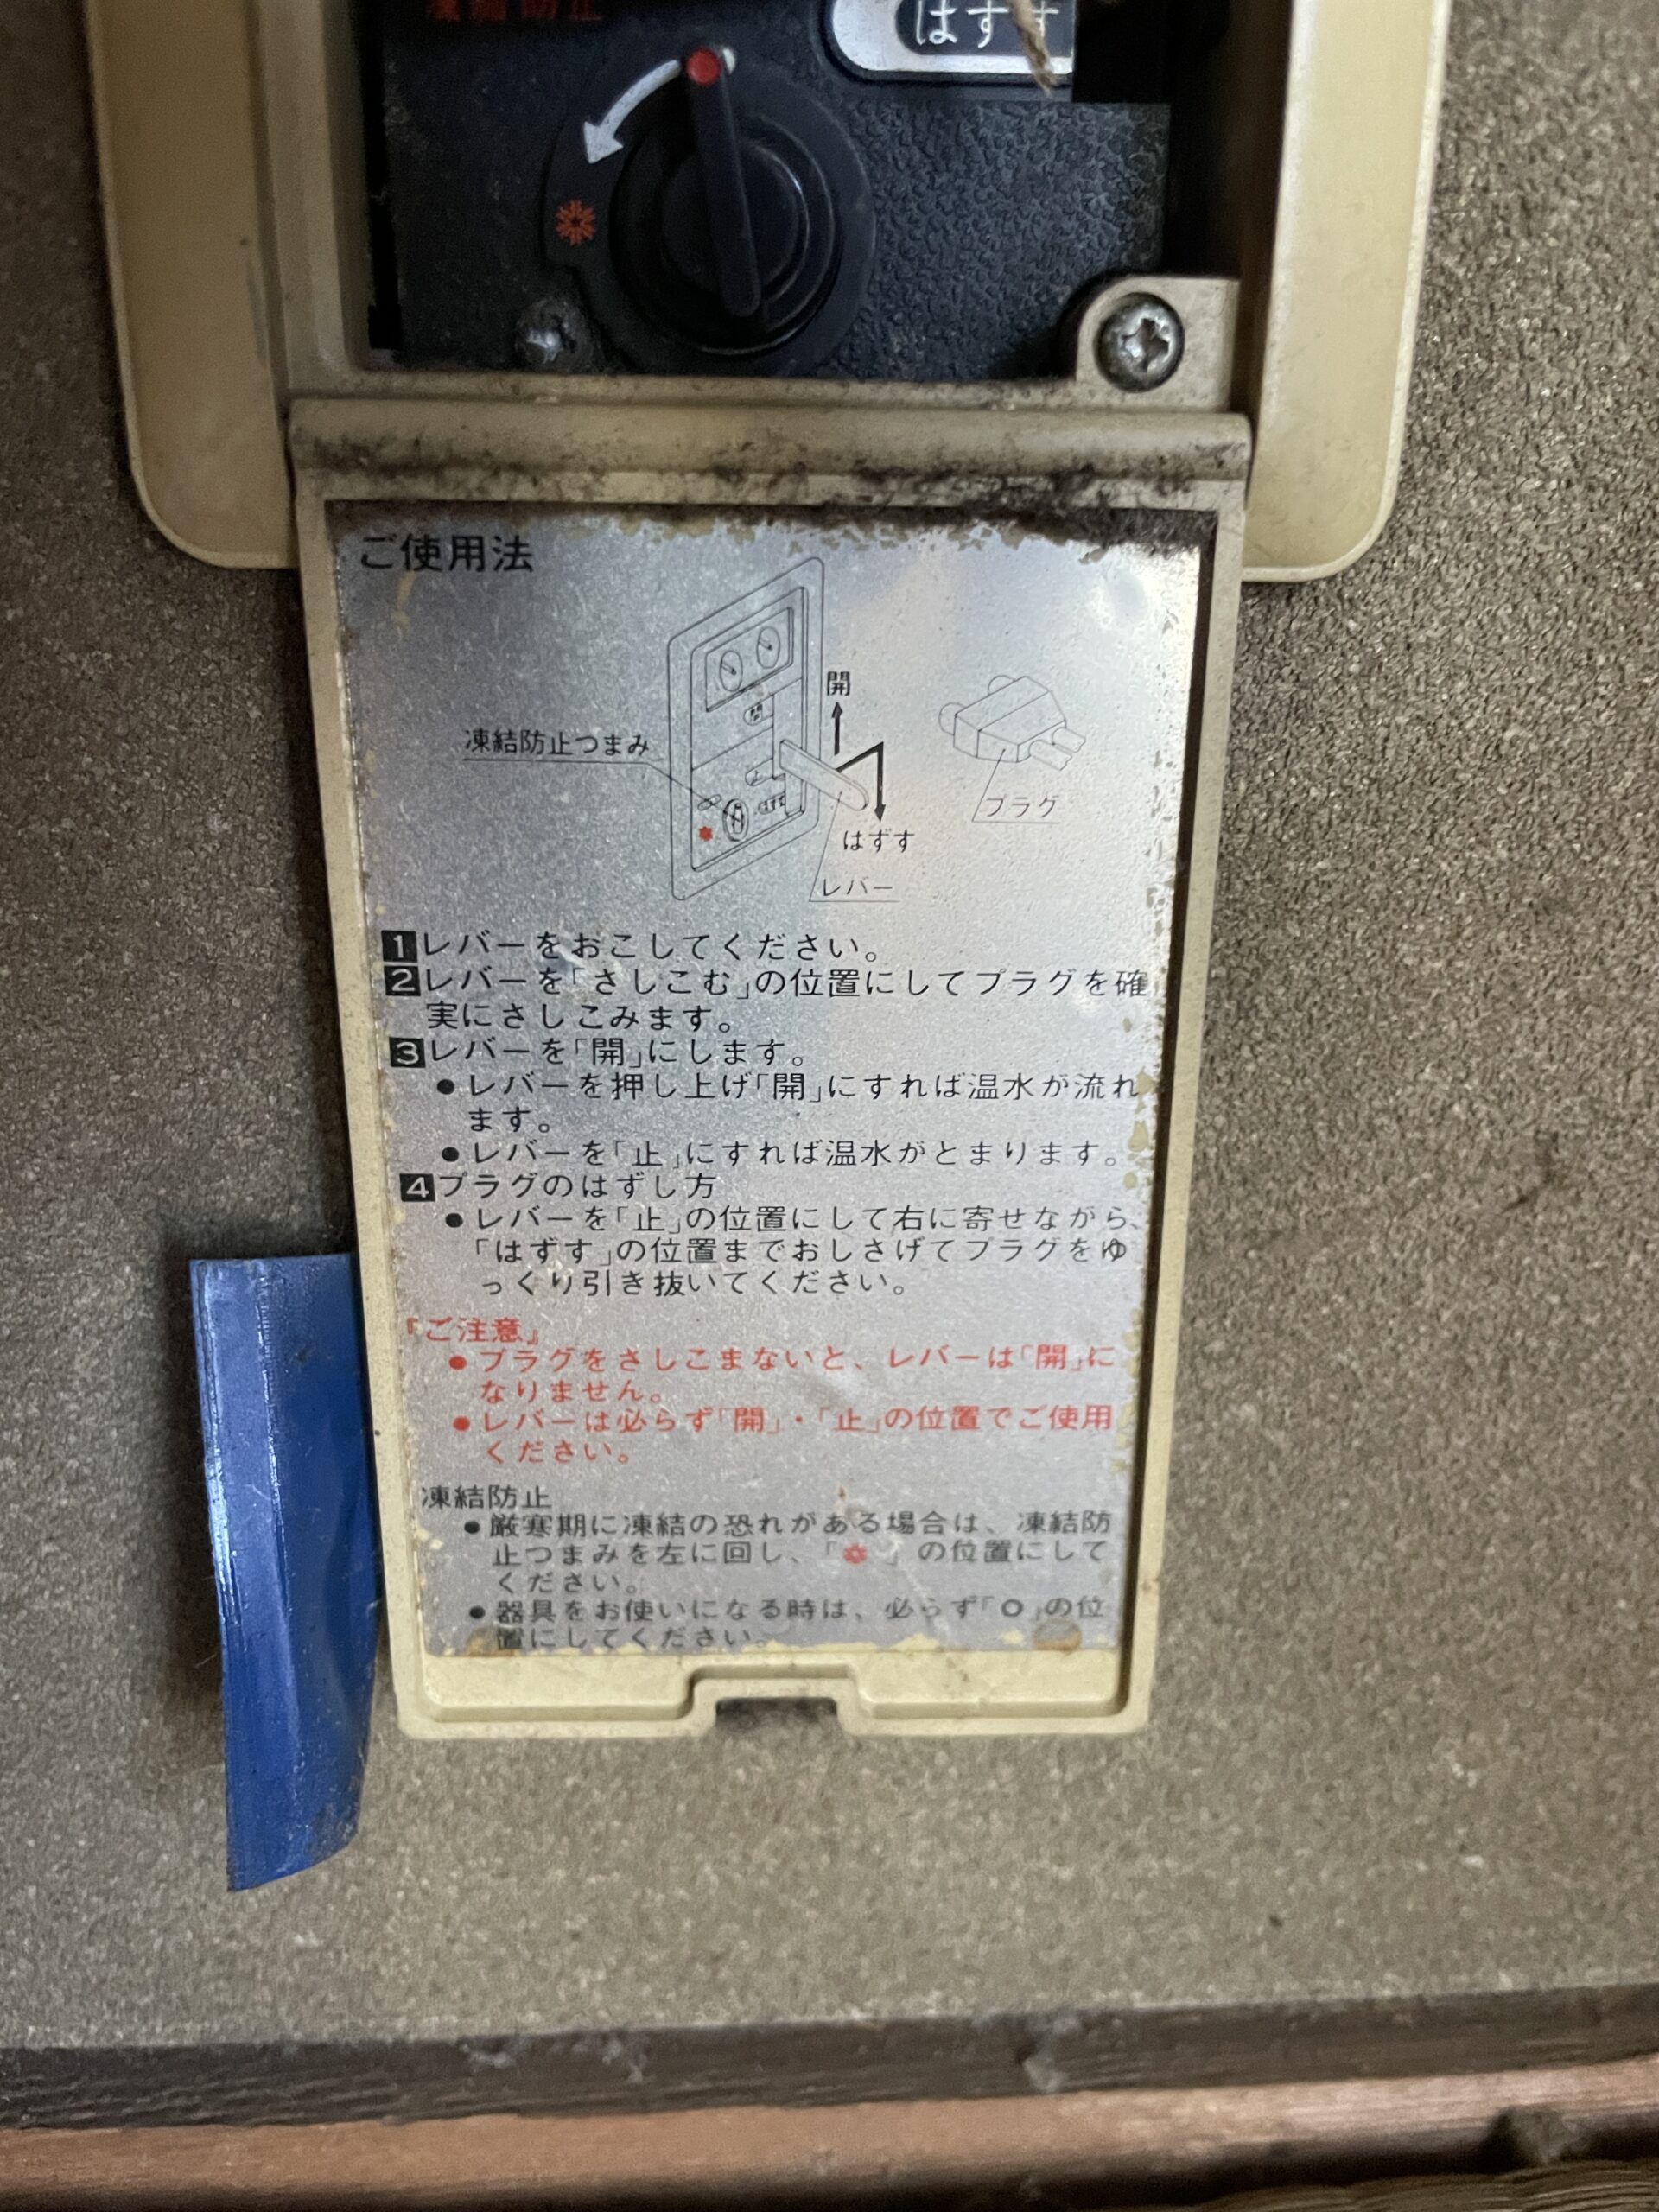 凍結防止
はずす
ご使用法
開
凍結防止つまみ
止
はずす
プラグ
はずす
レバー
1 レバーをおこしてください。
2 レバーを「さしこむ」の位置にしてプラグを確
実にさしこみます。
3 レバーを「開」にします。
●レバーを押し上げ「開」にすれば温水が流れ
ます。
●レバーを「止」にすれば温水がとまります。
4 プラグのはずし方
●レバーを「止」の位置にして右に寄せながら、
「はずす」の位置までおしさげてプラグをゆ
っくり引き抜いてください。
『ご注意』
●プラグをさしこまないと、レバーは「開」に
なりません。
●レバーは必らず「開」・「止」の位置でご使用
ください。
凍結防止
●厳寒期に凍結の恐れがある場合は、凍結防
止つまみを左に回し、「❋」の位置にして
ください。
●器具をお使いになる時は、必らず「○」の位
置にしてください。